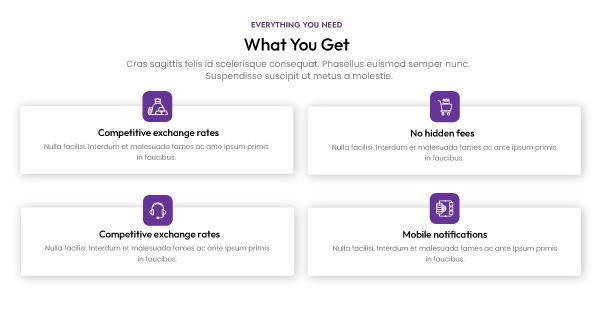 EVERYTHING YOU NEED
What You Get
Cras sagittis felis id scelerisque consequat. Phasellus euismod semper nunc.
Suspendisse suscipit ut metus a molestie.
Competitive exchange rates
Nulla facilisi. Interdum et malesuada fames ac ante ipsum primis
in faucibus.
No hidden fees
Nulla facilisi. Interdum et malesuada fames ac ante ipsum primis
in faucibus.
Competitive exchange rates
Nulla facilisi. Interdum et malesuada fames ac ante ipsum primis
in faucibus.
Mobile notifications
Nulla facilisi. Interdum et malesuada fames ac ante ipsum primis
in faucibus.